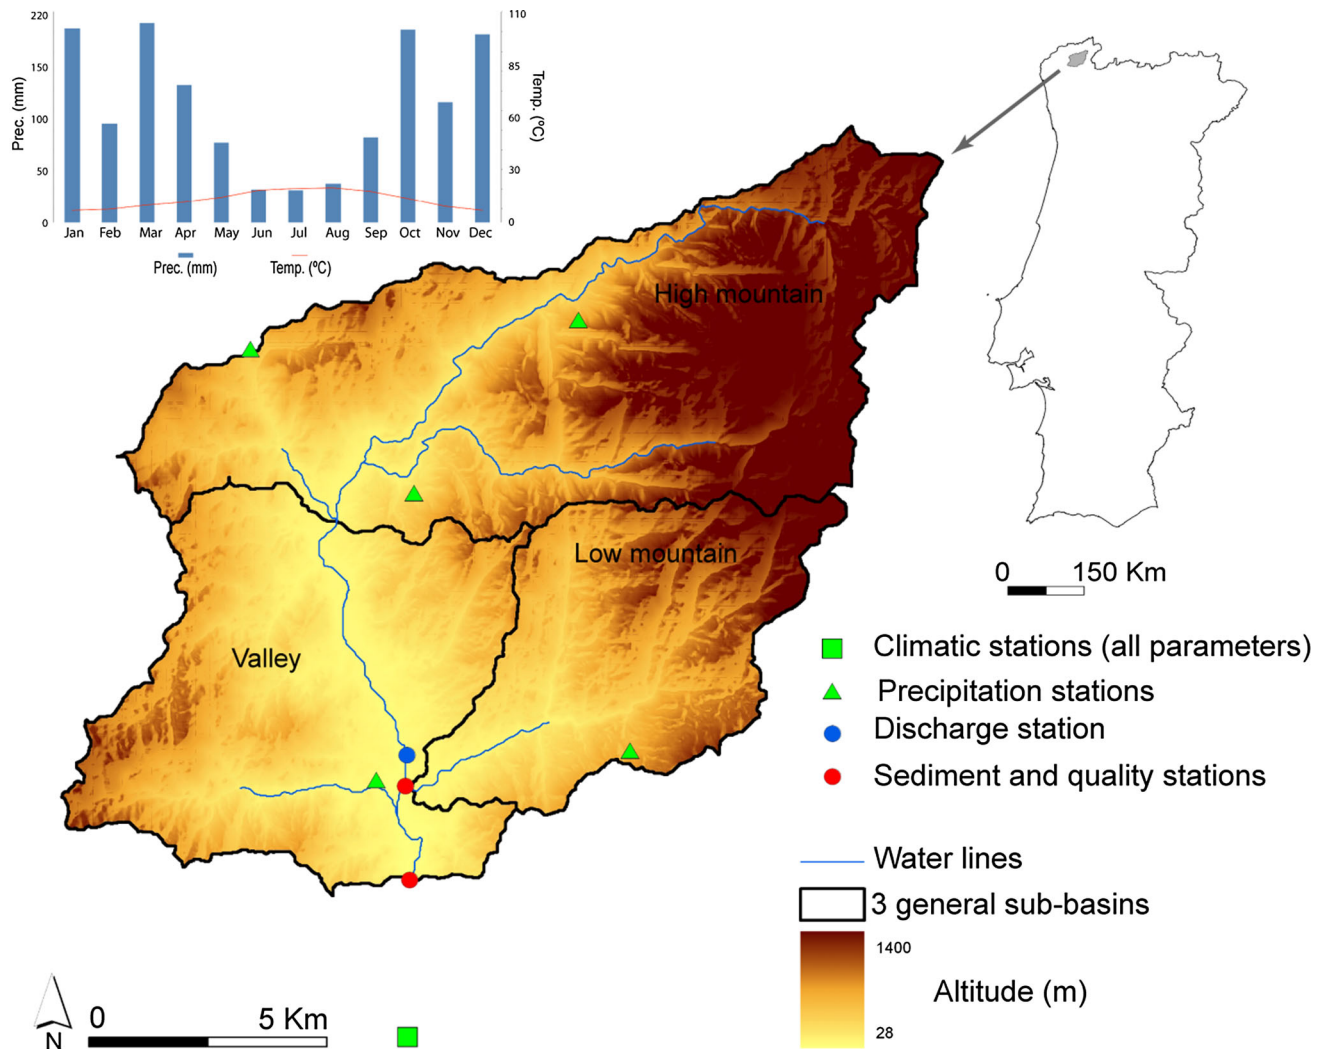 220
150
100
50
0
Prec. (mm)
110
85
60
30
0
Temp. (ºC)
Jan Feb Mar Apr May Jun Jul Aug Sep Oct Nov Dec
Prec. (mm) Temp. (ºC)
High mountain
Low mountain
Valley
0 150 Km
Climatic stations (all parameters)
Precipitation stations
Discharge station
Sediment and quality stations
Water lines
3 general sub-basins
1400
Altitude (m)
28
0 5 Km
N